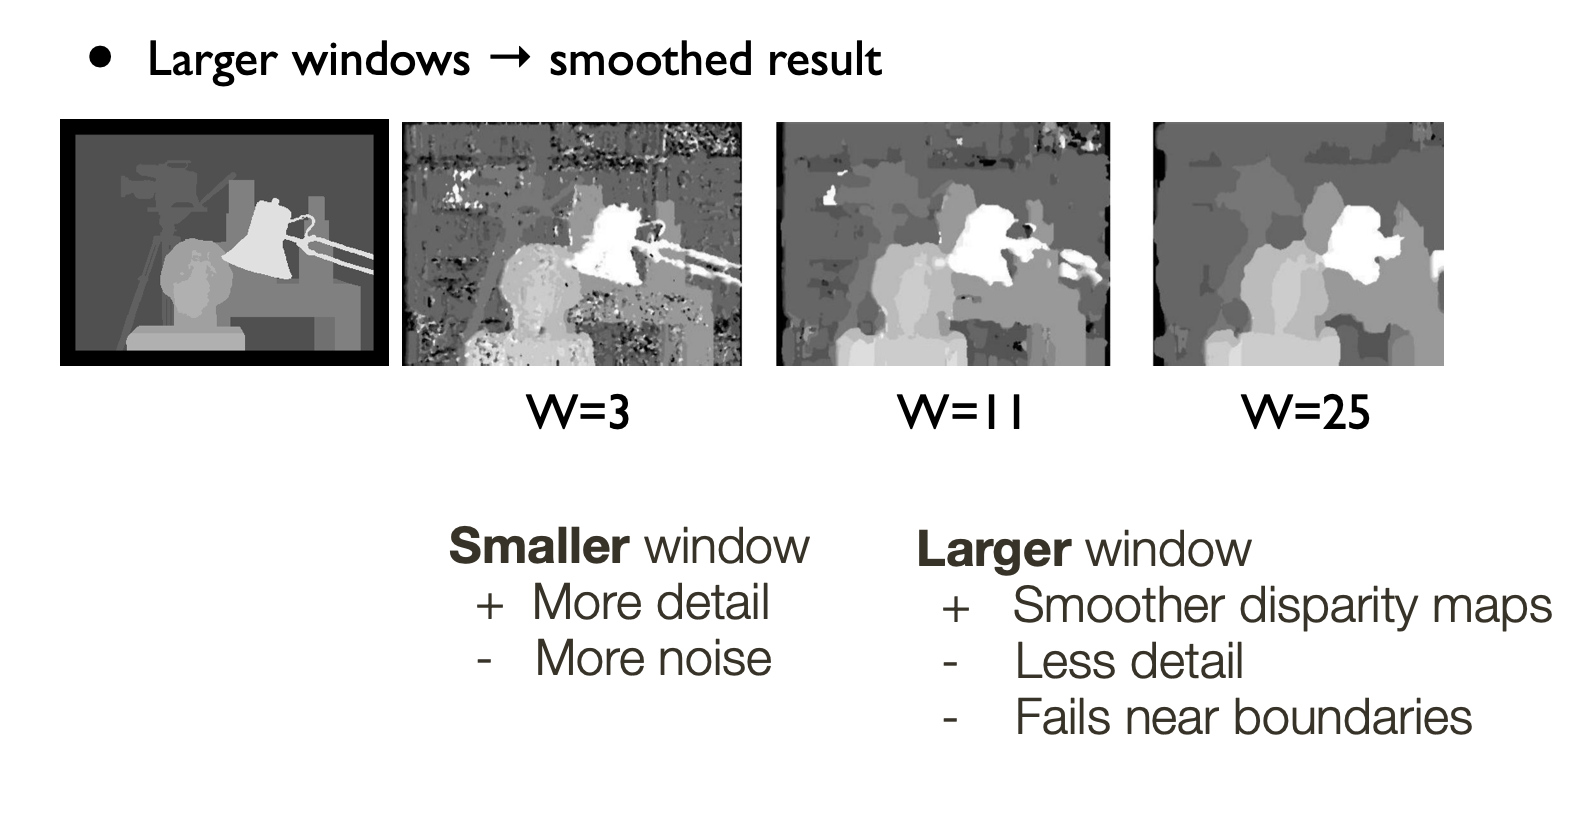 ● Larger windows → smoothed result
W=3 W=11 W=25
Smaller window
+ More detail
- More noise
Larger window
+ Smoother disparity maps
- Less detail
- Fails near boundaries